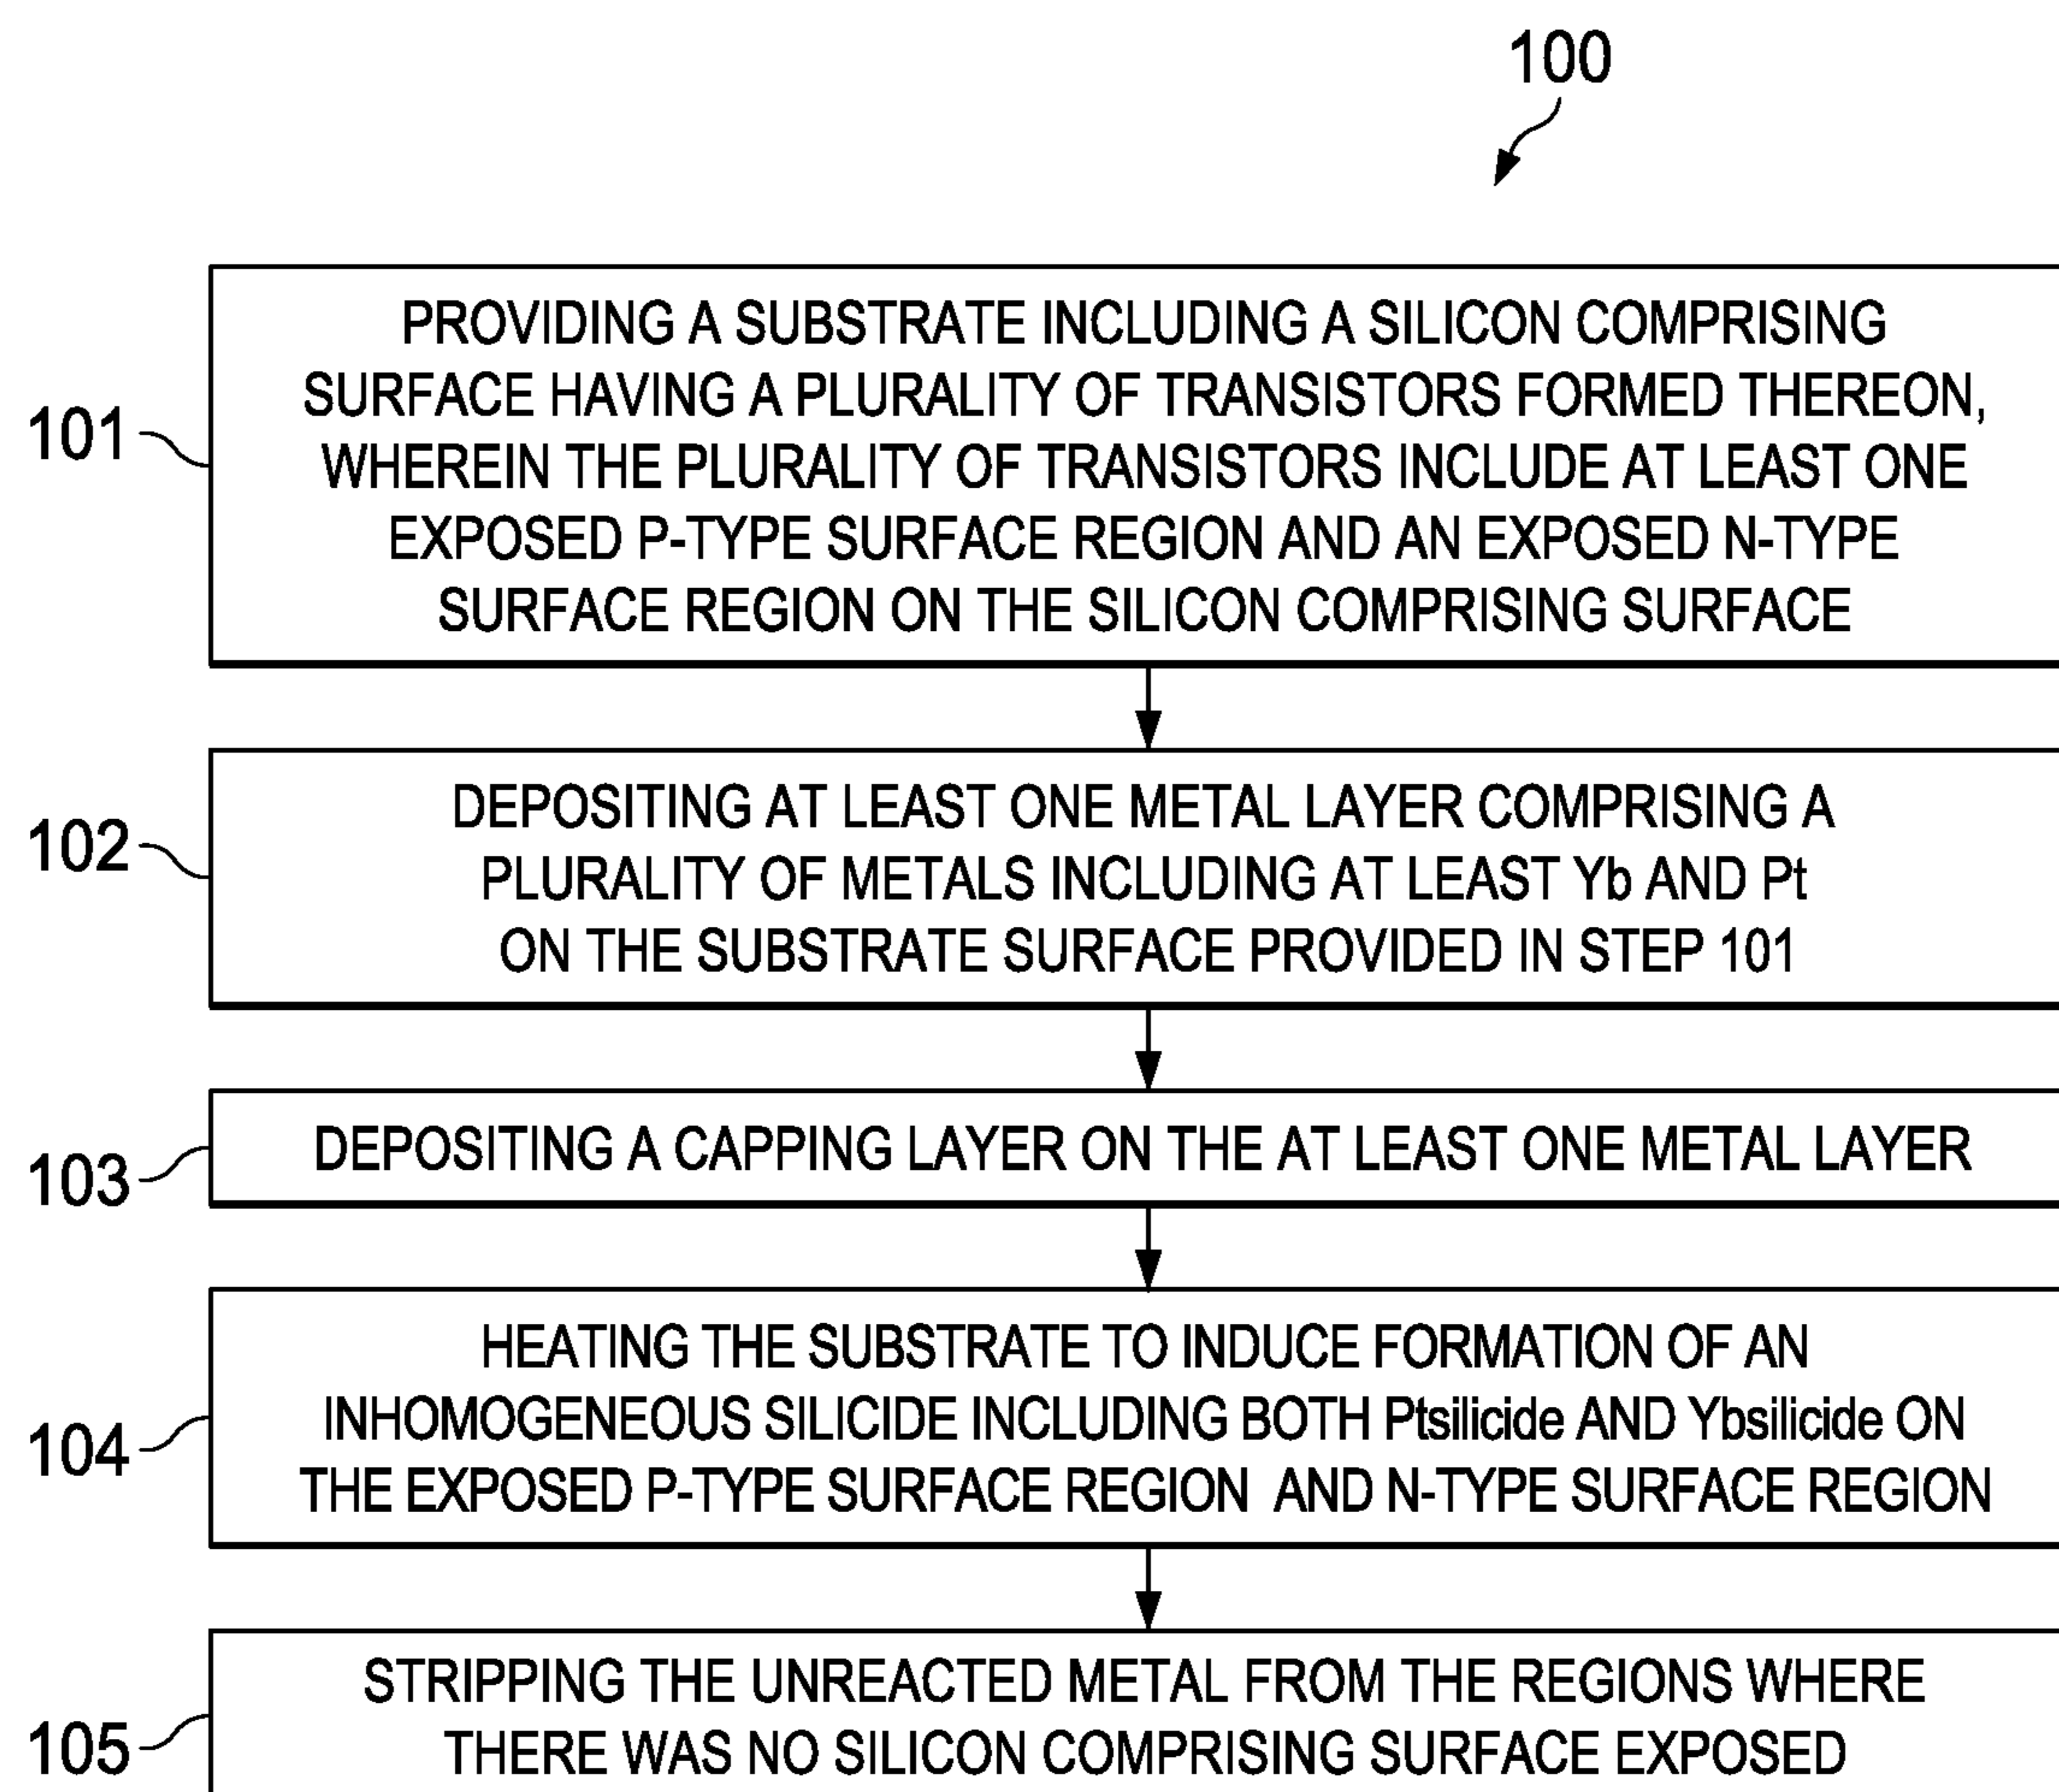 100
101
PROVIDING A SUBSTRATE INCLUDING A SILICON COMPRISING
SURFACE HAVING A PLURALITY OF TRANSISTORS FORMED THEREON,
WHEREIN THE PLURALITY OF TRANSISTORS INCLUDE AT LEAST ONE
EXPOSED P-TYPE SURFACE REGION AND AN EXPOSED N-TYPE
SURFACE REGION ON THE SILICON COMPRISING SURFACE
102
DEPOSITING AT LEAST ONE METAL LAYER COMPRISING A
PLURALITY OF METALS INCLUDING AT LEAST Yb AND Pt
ON THE SUBSTRATE SURFACE PROVIDED IN STEP 101
103
DEPOSITING A CAPPING LAYER ON THE AT LEAST ONE METAL LAYER
104
HEATING THE SUBSTRATE TO INDUCE FORMATION OF AN
INHOMOGENEOUS SILICIDE INCLUDING BOTH Ptsilicide AND Ybsilicide ON
THE EXPOSED P-TYPE SURFACE REGION AND N-TYPE SURFACE REGION
105
STRIPPING THE UNREACTED METAL FROM THE REGIONS WHERE
THERE WAS NO SILICON COMPRISING SURFACE EXPOSED